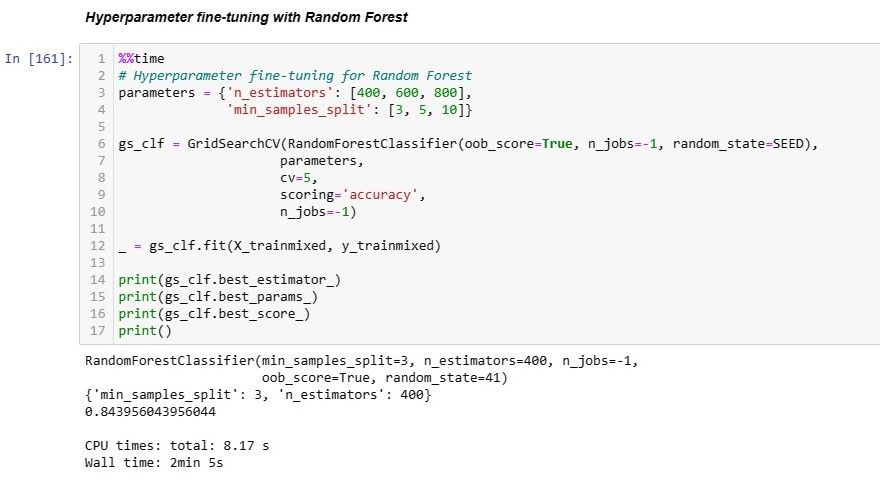 Hyperparameter fine-tuning with Random Forest
In [161]:
1 %%time
2 # Hyperparameter fine-tuning for Random Forest
3 parameters = {'n_estimators': [400, 600, 800],
4               'min_samples_split': [3, 5, 10]}
5
6 gs_clf = GridSearchCV(RandomForestClassifier(oob_score=True, n_jobs=-1, random_state=SEED),
7                      parameters,
8                      cv=5,
9                      scoring='accuracy',
10                      n_jobs=-1)
11
12 _ = gs_clf.fit(X_trainmixed, y_trainmixed)
13
14 print(gs_clf.best_estimator_)
15 print(gs_clf.best_params_)
16 print(gs_clf.best_score_)
17 print()
RandomForestClassifier(min_samples_split=3, n_estimators=400, n_jobs=-1,
                       oob_score=True, random_state=41)
{'min_samples_split': 3, 'n_estimators': 400}
0.843956043956044
CPU times: total: 8.17 s
Wall time: 2min 5s